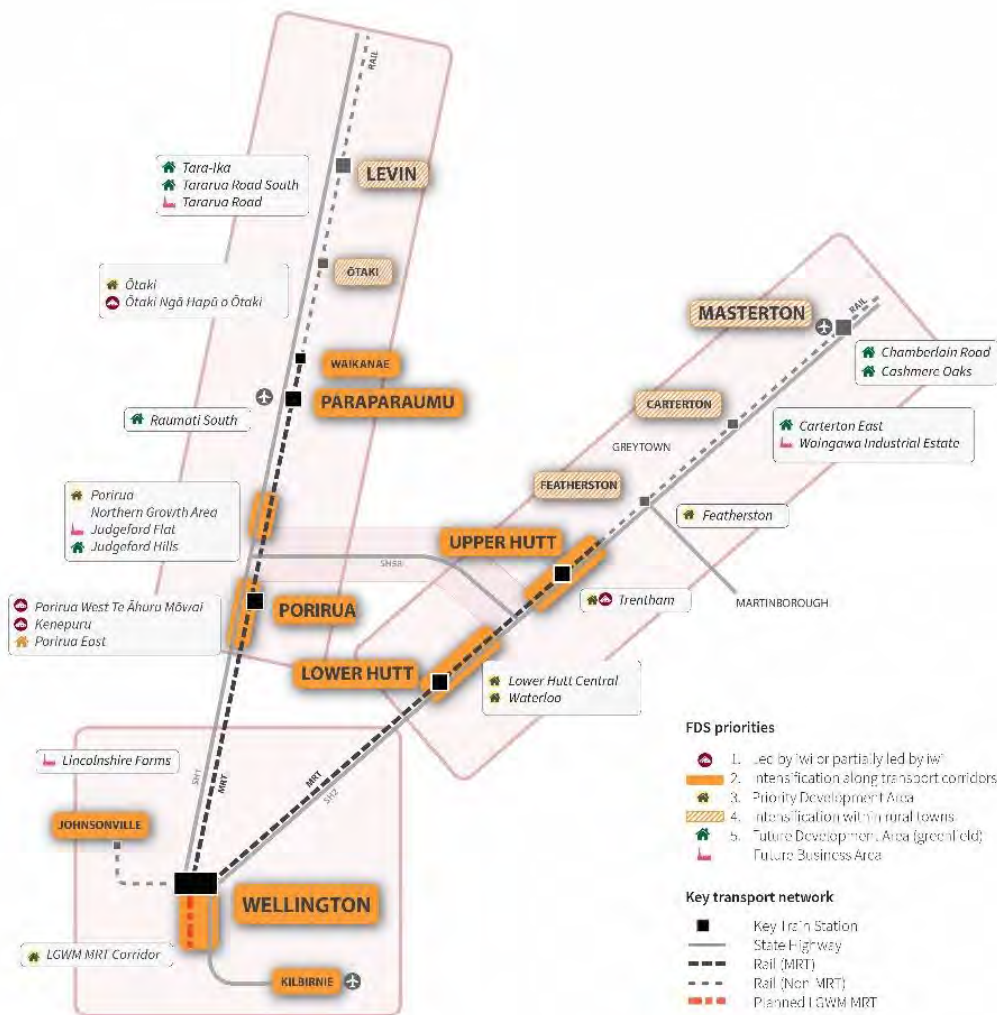 RAIL
Tara-Ika
Tararua Road South
Tararua Road
LEVIN
ŌTAKI
Ōtaki
Ōtaki Ngā Hapū o Ōtaki
RAIL
MASTERTON
Chamberlain Road
Cashmere Oaks
WAIKANAE
PARAPARAUMU
Raumati South
CARTERTON
Carterton East
Waingawa Industrial Estate
GREYTOWN
FEATHERSTON
Featherston
Porirua
Northern Growth Area
Judgeford Flat
Judgeford Hills
UPPER HUTT
SH58
Trentham
MARTINBOROUGH
Porirua West Te Āhuru Mōwai
Kenepuru
Porirua East
PORIRUA
LOWER HUTT
Lower Hutt Central
Waterloo
Lincolnshire Farms
SH1
MRT
MRT
SH2
JOHNSONVILLE
WELLINGTON
LGWM MRT Corridor
KILBIRNIE
FDS priorities
1. Led by iwi or partially led by iwi
2. Intensification along transport corridors
3. Priority Development Area
4. Intensification within rural towns
5. Future Development Area (greenfield)
Future Business Area
Key transport network
Key Train Station
State Highway
Rail (MRT)
Rail (Non MRT)
Planned LGWM MRT